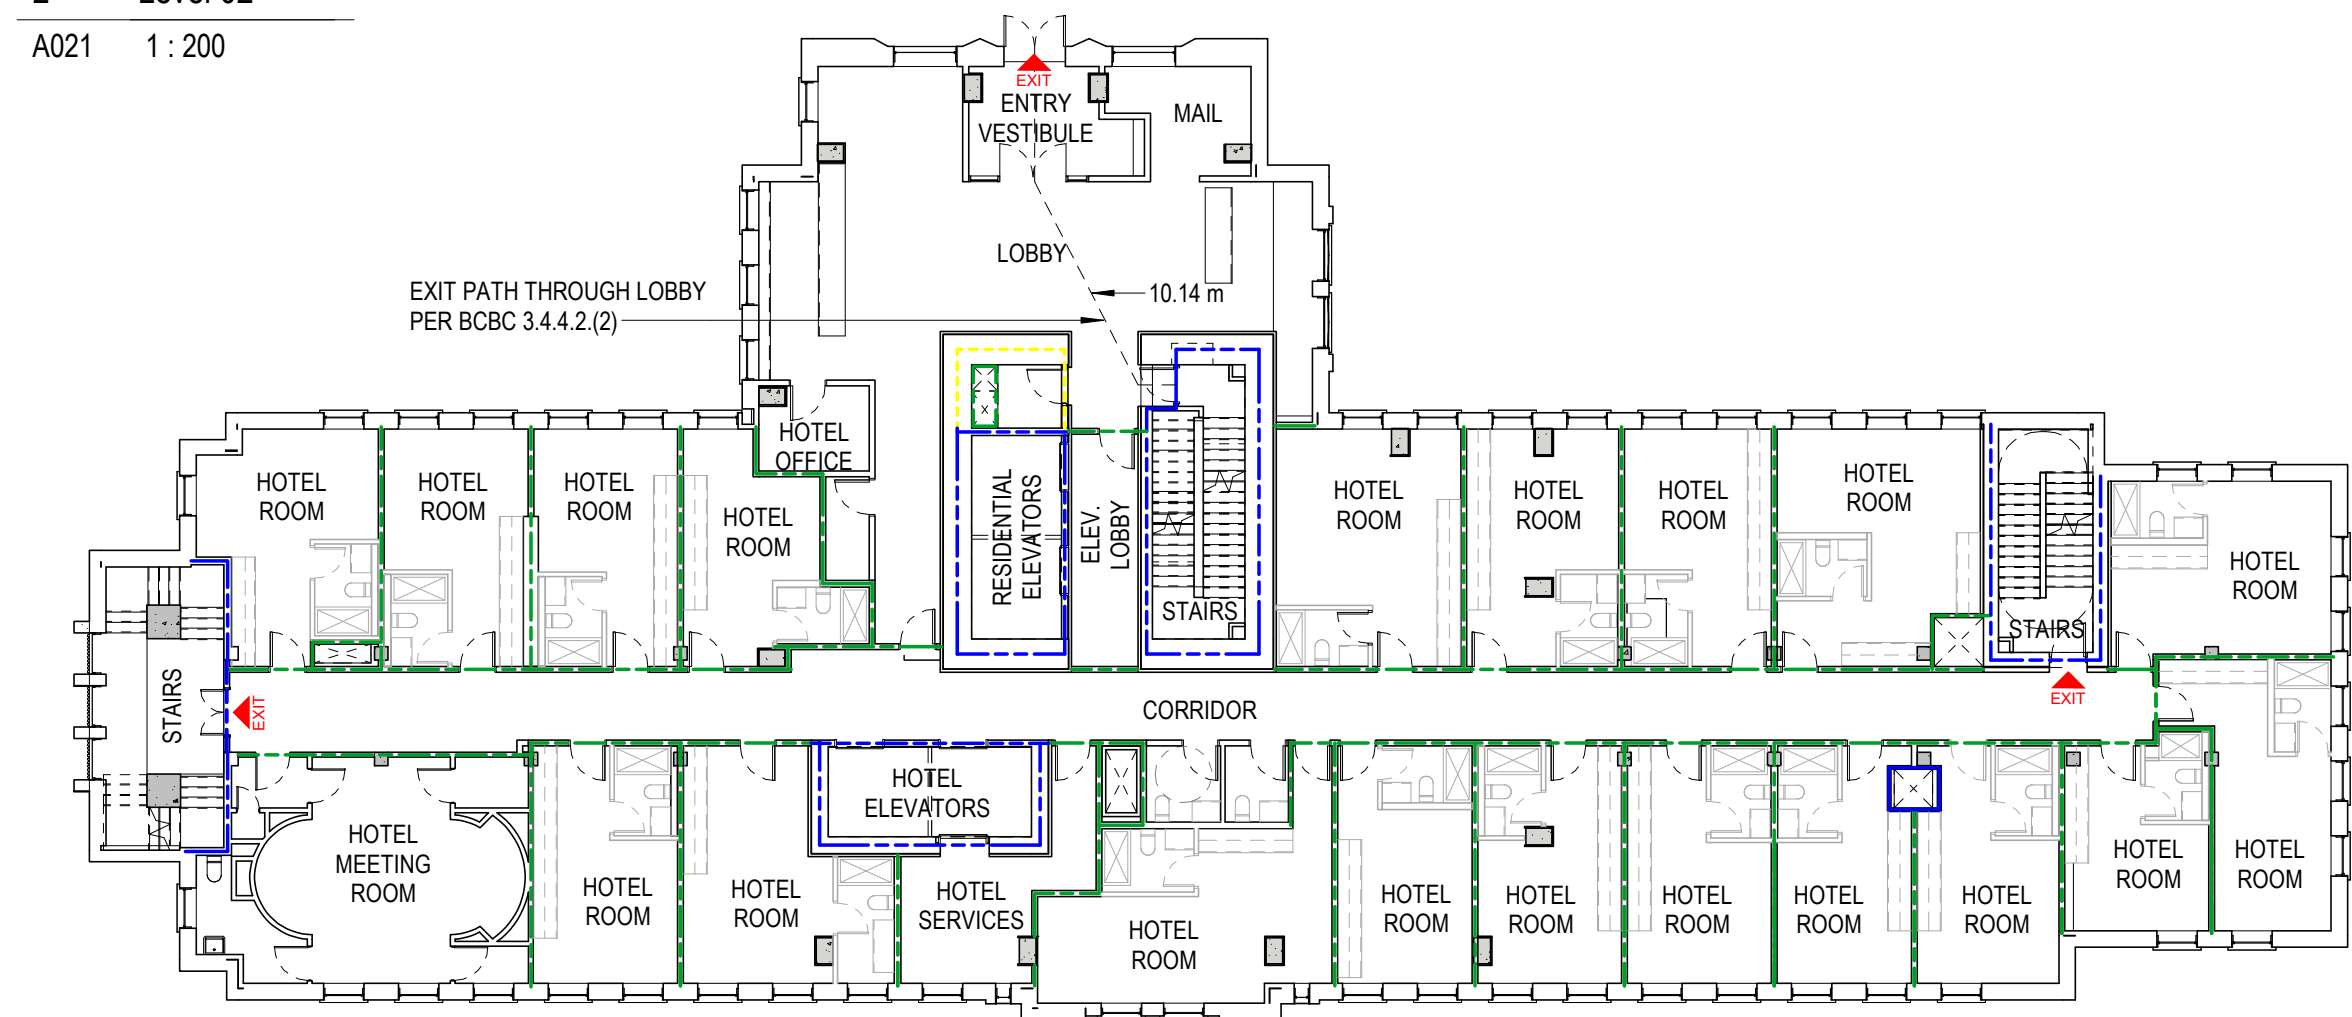 A021 1 : 200
EXIT
ENTRY
VESTIBULE
MAIL
LOBBY
EXIT PATH THROUGH LOBBY
PER BCBC 3.4.4.2.(2)
10.14 m
HOTEL
OFFICE
HOTEL
ROOM
HOTEL
ROOM
HOTEL
ROOM
HOTEL
ROOM
RESIDENTIAL
ELEVATORS
ELEV.
LOBBY
STAIRS
HOTEL
ROOM
HOTEL
ROOM
HOTEL
ROOM
HOTEL
ROOM
STAIRS
HOTEL
ROOM
STAIRS
EXIT
CORRIDOR
EXIT
HOTEL
MEETING
ROOM
HOTEL
ROOM
HOTEL
ROOM
HOTEL
ELEVATORS
HOTEL
SERVICES
HOTEL
ROOM
HOTEL
ROOM
HOTEL
ROOM
HOTEL
ROOM
HOTEL
ROOM
HOTEL
ROOM
HOTEL
ROOM
HOTEL
ROOM